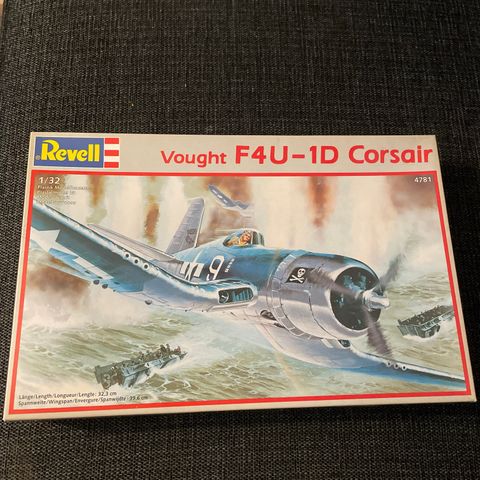 Revell
Vought F4U-1D Corsair
4781
1/32
9
Länge/Length/Longueur/Lengte: 32,3 cm
Spannweite/Wingspan/Envergure/Spanwijdte: 39,6 cm